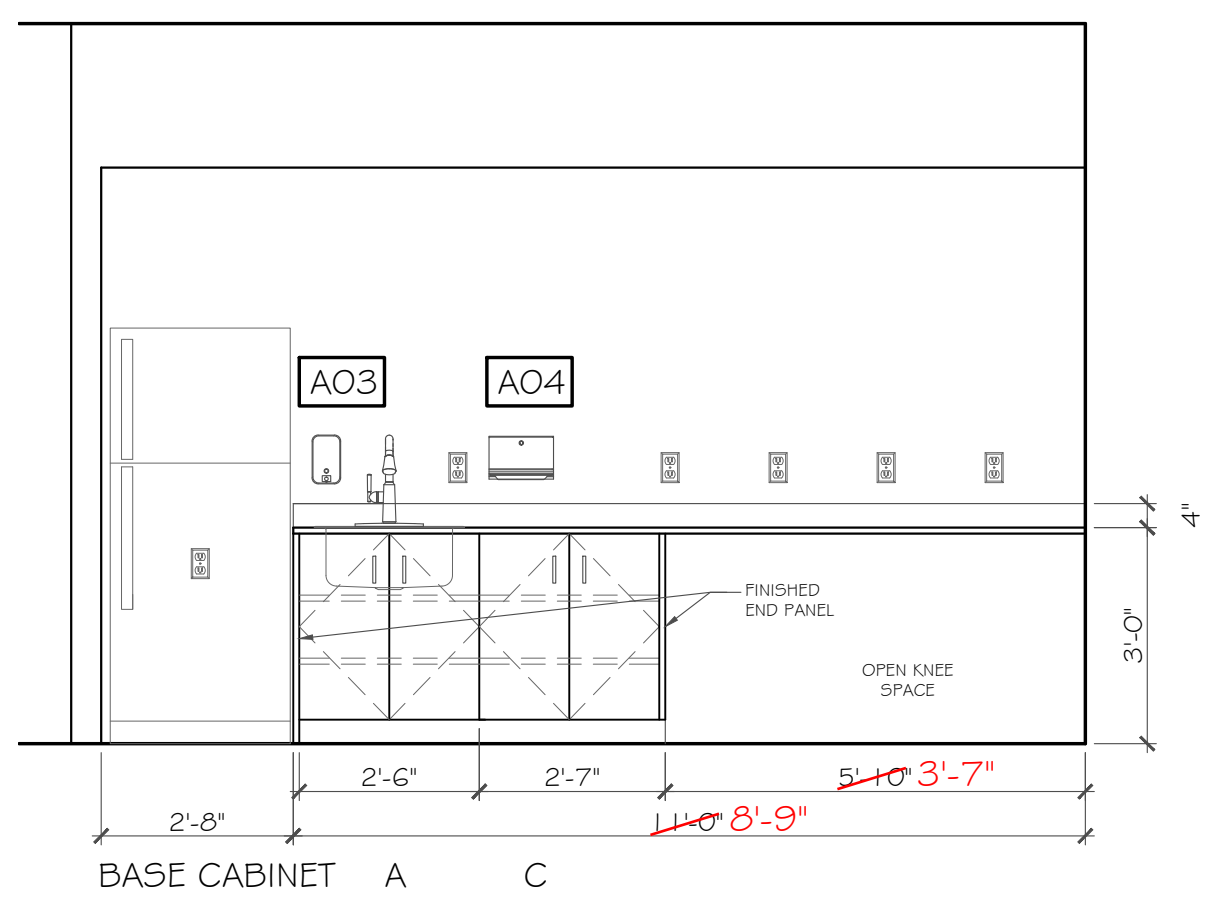 A03
A04
4"
FINISHED
END PANEL
3'-0"
OPEN KNEE
SPACE
2'-6" 2'-7" 5'-10" 3'-7"
2'-8" 11'-0" 8'-9"
BASE CABINET A C